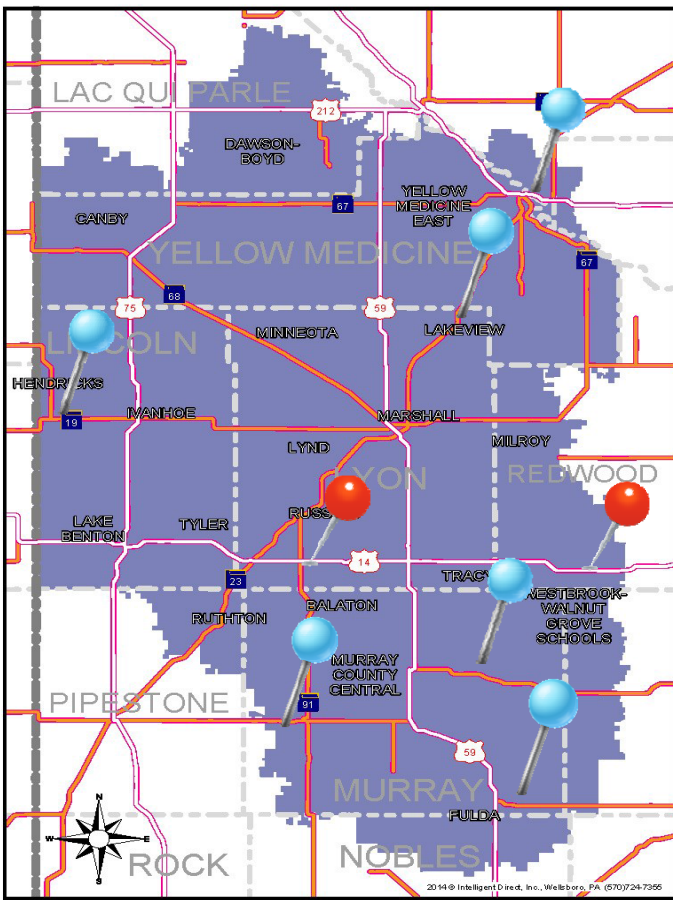 LAC QUI PARLE
212
DAWSON-
BOYD
67
YELLOW
MEDICINE
EAST
CANBY
YELLOW MEDICINE
67
68
75
59
LAKEVIEW
MINNEOTA
LINCOLN
HENDRICKS
19
IVANHOE
MARSHALL
LYND
MILROY
LYON
REDWOOD
LAKE
BENTON
TYLER
14
23
TRACY
RUTHTON
BALATON
WESTBROOK-
WALNUT
GROVE
SCHOOLS
MURRAY
COUNTY
CENTRAL
PIPESTONE
91
59
MURRAY
FULDA
N
W
E
S
ROCK
NOBLES
2014 © Intelligent Direct, Inc., Wellsboro, PA (570)724-7355